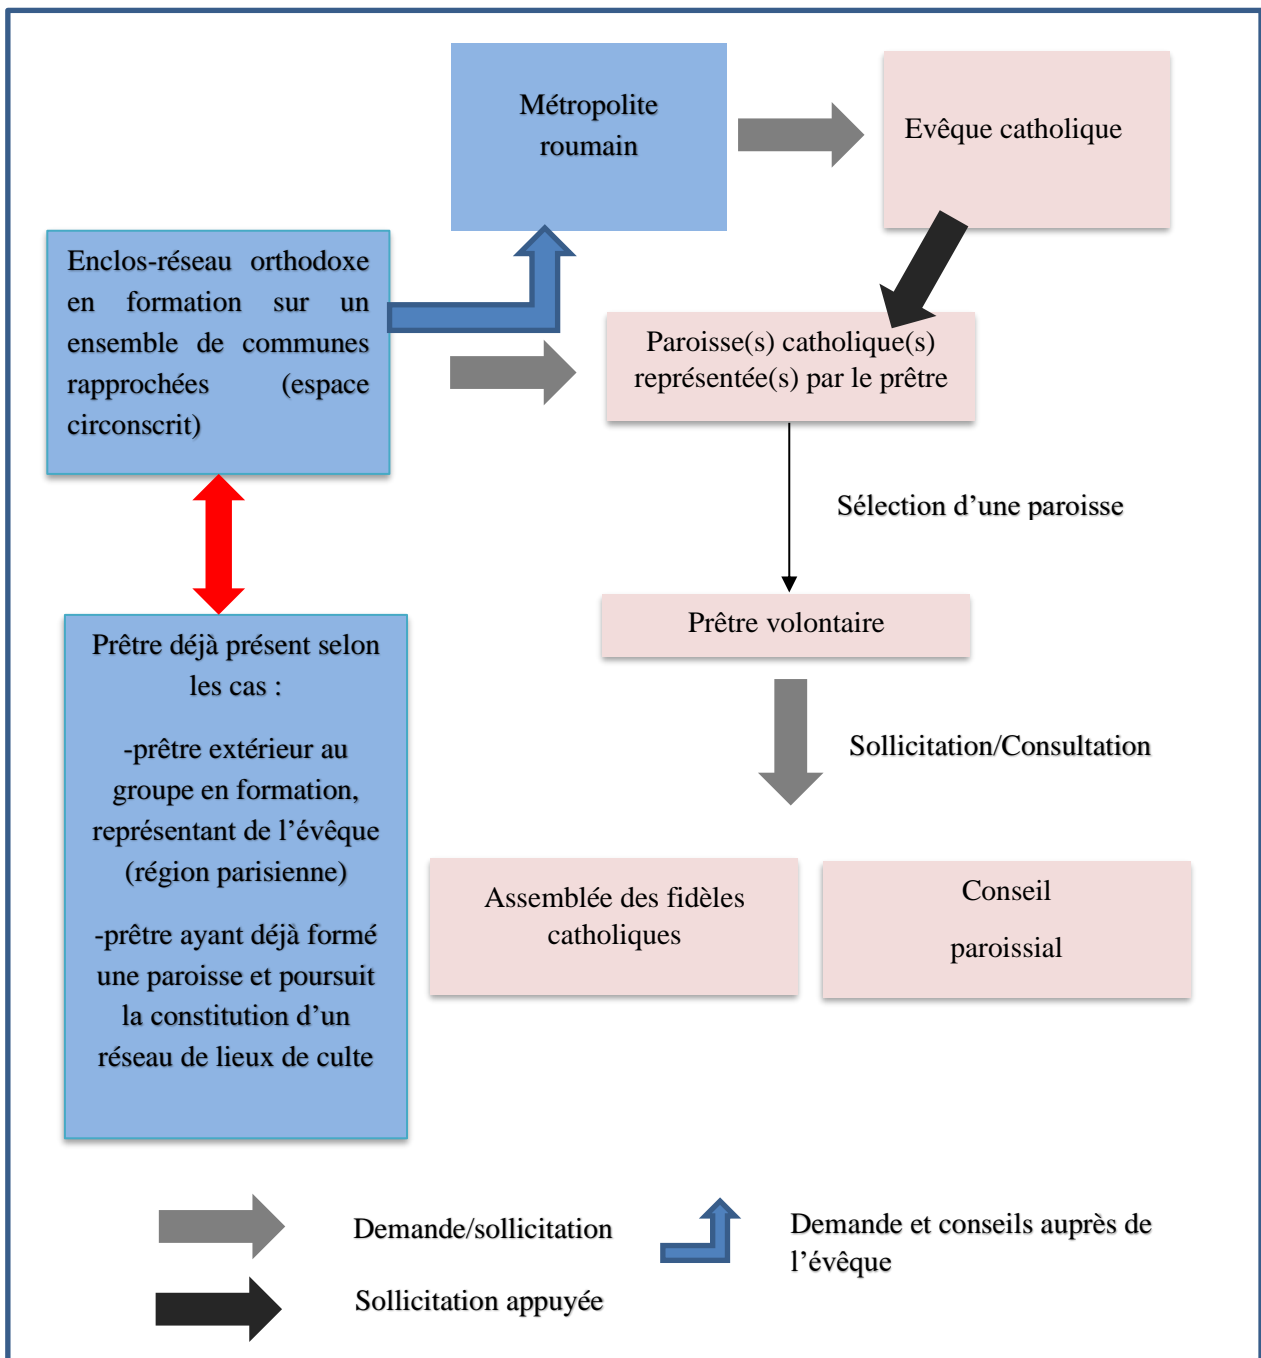 Métropolite
roumain
Evêque catholique
Enclos-réseau orthodoxe
en formation sur un
ensemble de communes
rapprochées (espace
circonscrit)
Paroisse(s) catholique(s)
représentée(s) par le prêtre
Sélection d’une paroisse
Prêtre volontaire
Prêtre déjà présent selon
les cas :
-prêtre extérieur au
groupe en formation,
représentant de l’évêque
(région parisienne)
-prêtre ayant déjà formé
une paroisse et poursuit
la constitution d’un
réseau de lieux de culte
Sollicitation/Consultation
Assemblée des fidèles
catholiques
Conseil
paroissial
Demande/sollicitation
Demande et conseils auprès de
l’évêque
Sollicitation appuyée